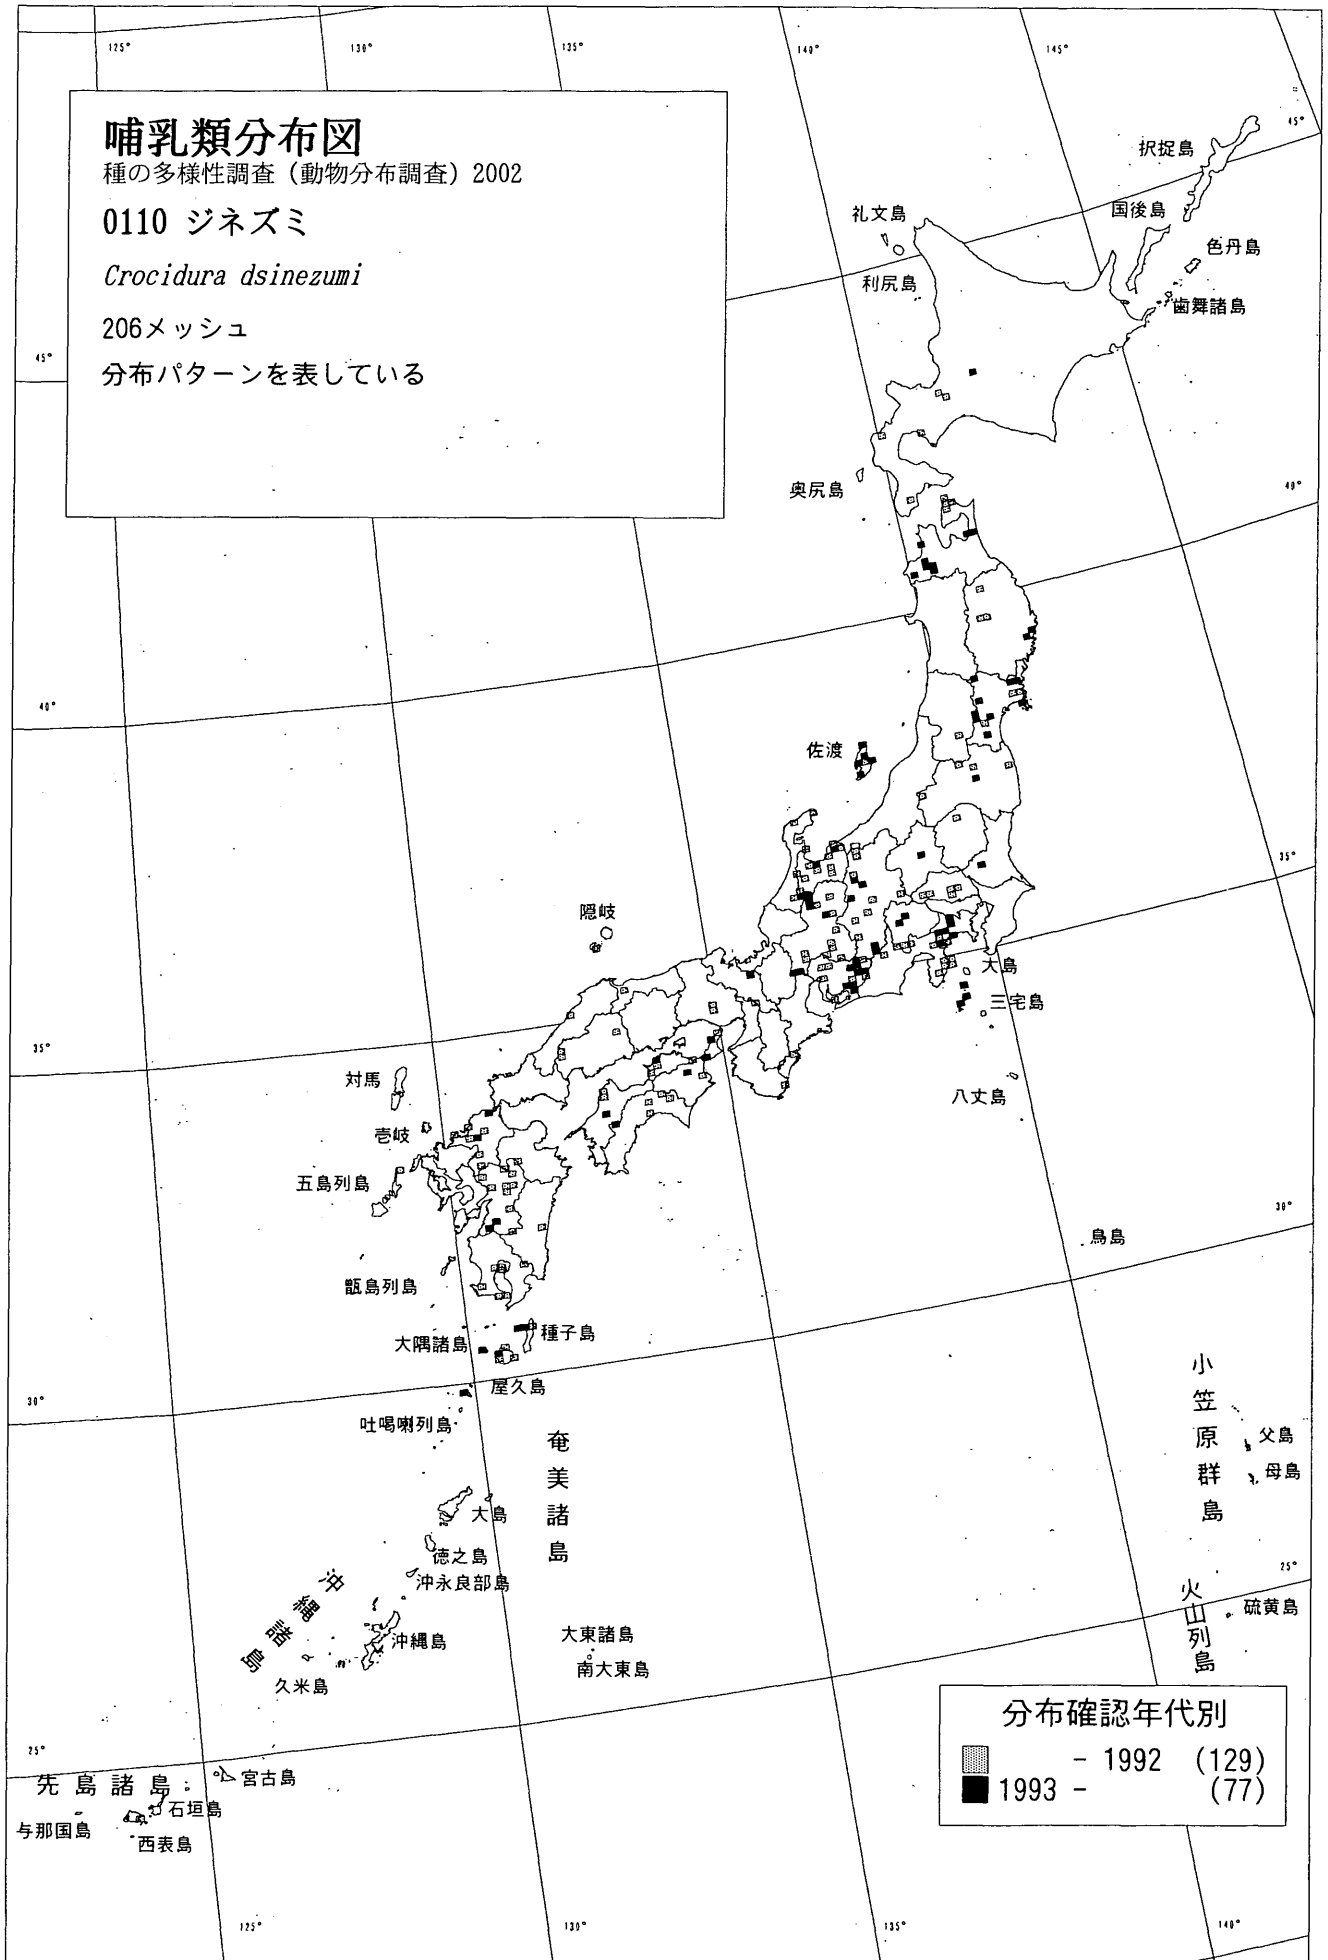 125°
130°
135°
140°
145°
哺乳類分布図
種の多様性調査（動物分布調査）2002
0110 ジネズミ
Crocidura dsinezumi
206メッシュ
分布パターンを表している
45°
択捉島
国後島
礼文島
色丹島
利尻島
歯舞諸島
45°
奥尻島
40°
40°
佐渡
35°
隠岐
大島
三宅島
35°
対馬
八丈島
壱岐
五島列島
30°
鳥島
甑島列島
大隅諸島
種子島
屋久島
30°
吐噶喇列島
奄美諸島
小笠原群島
父島
母島
大島
徳之島
沖永良部島
25°
沖縄諸島
火山列島
硫黄島
沖縄島
大東諸島
久米島
南大東島
分布確認年代別
- 1992 (129)
1993 - (77)
25°
先島諸島
宮古島
石垣島
与那国島
西表島
125°
130°
135°
140°